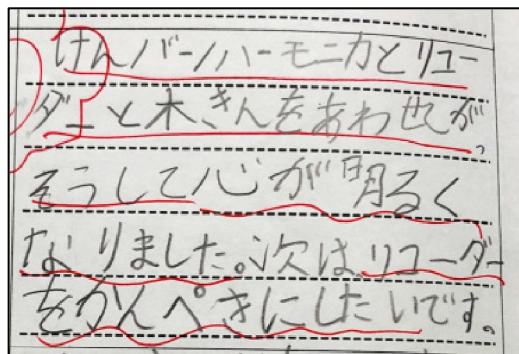 けんバーンハーモニカとリコー
ダーと木きんをあわせが、
そうして心が明るく
なりました。次はリコーダー
をかんぺきにしたいです。